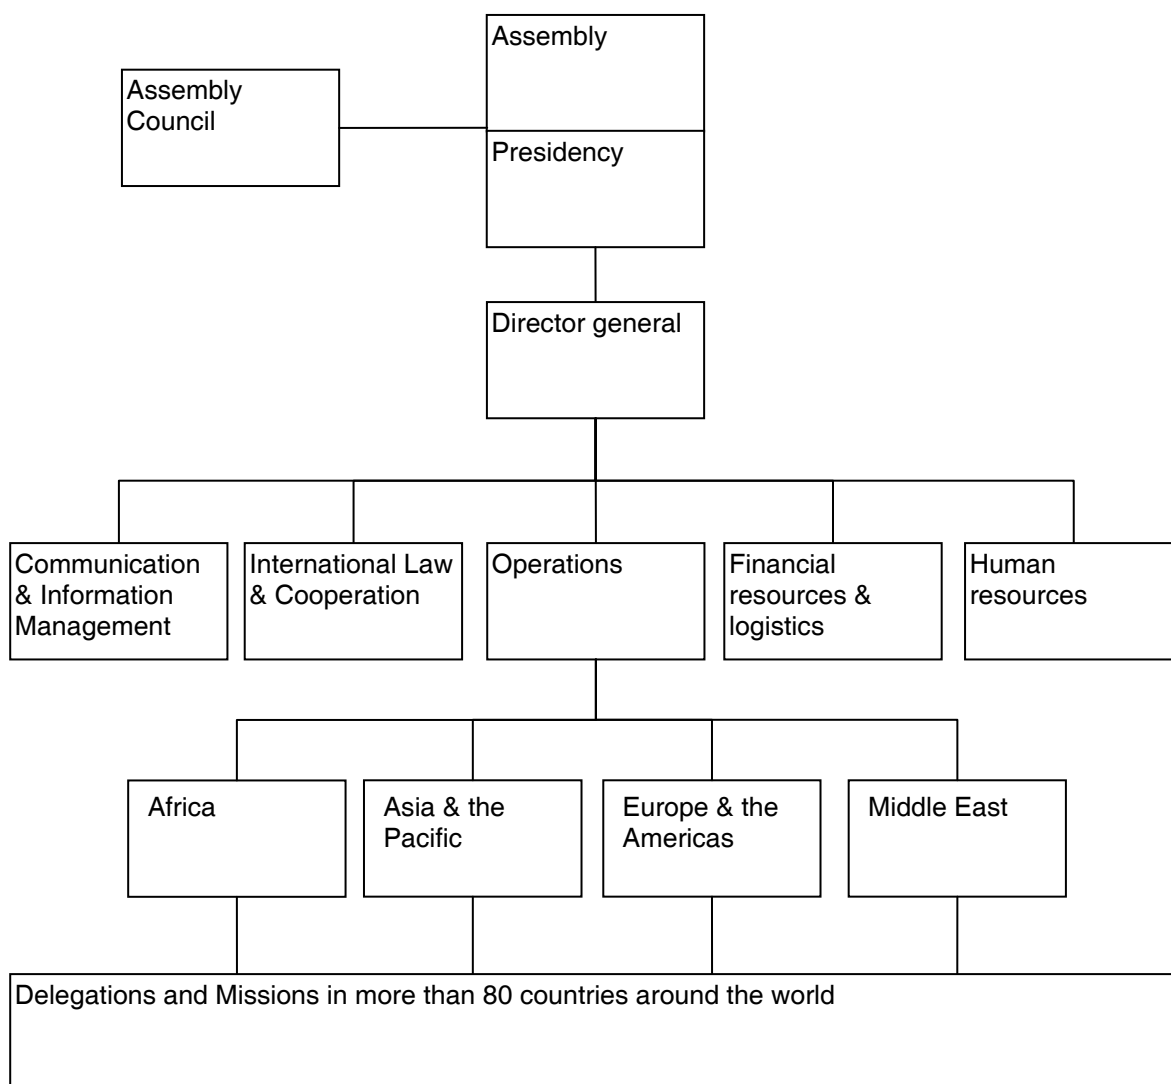 Assembly
Assembly
Council
Presidency
Director general
Communication
& Information
Management
International Law
& Cooperation
Operations
Financial
resources &
logistics
Human
resources
Africa
Asia & the
Pacific
Europe & the
Americas
Middle East
Delegations and Missions in more than 80 countries around the world